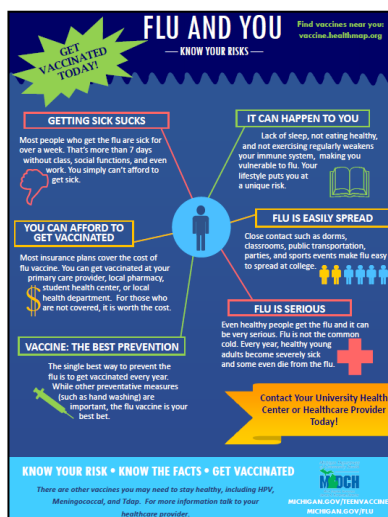 GET
VACCINATED
TODAY!
FLU AND YOU
KNOW YOUR RISKS
Find vaccines near you:
vaccine.healthmap.org
GETTING SICK SUCKS
Most people who get the flu are sick for
over a week. That's more than 7 days
without class, social functions, and even
work. You simply can't afford to
get sick.
IT CAN HAPPEN TO YOU
Lack of sleep, not eating healthy,
and not exercising regularly weakens
your immune system, making you
vulnerable to flu. Your
lifestyle puts you at
a unique risk.
YOU CAN AFFORD TO
GET VACCINATED
Most insurance plans cover the cost of
flu vaccine. You can get vaccinated at your
primary care provider, local pharmacy,
student health center, or local
health department. For those who
are not covered, it is worth the cost.
$
FLU IS EASILY SPREAD
Close contact such as dorms,
classrooms, public transportation,
parties, and sports events make flu easy
to spread at college.
FLU IS SERIOUS
Even healthy people get the flu and it can
be very serious. Flu is not the common
cold. Every year, healthy young
adults become severely sick
and some even die from the flu.
VACCINE: THE BEST PREVENTION
The single best way to prevent the
flu is to get vaccinated every year.
While other preventative measures
(such as hand washing) are
important, the flu vaccine is your
best bet.
Contact Your University Health
Center or Healthcare Provider
Today!
KNOW YOUR RISK • KNOW THE FACTS • GET VACCINATED
There are other vaccines you may need to stay healthy, including HPV,
Meningococcal, and Tdap. For more information talk to your
healthcare provider.
MDCH
MICHIGAN.GOV/TEENVACCINE
MICHIGAN.GOV/FLU